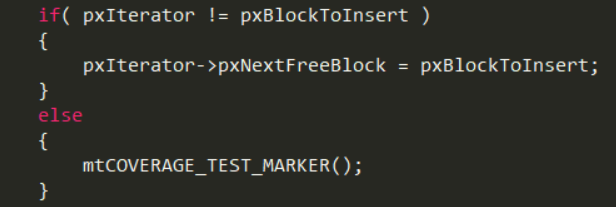 if( pxIterator != pxBlockToInsert )
{
pxIterator->pxNextFreeBlock = pxBlockToInsert;
}
else
{
mtCOVERAGE_TEST_MARKER();
}